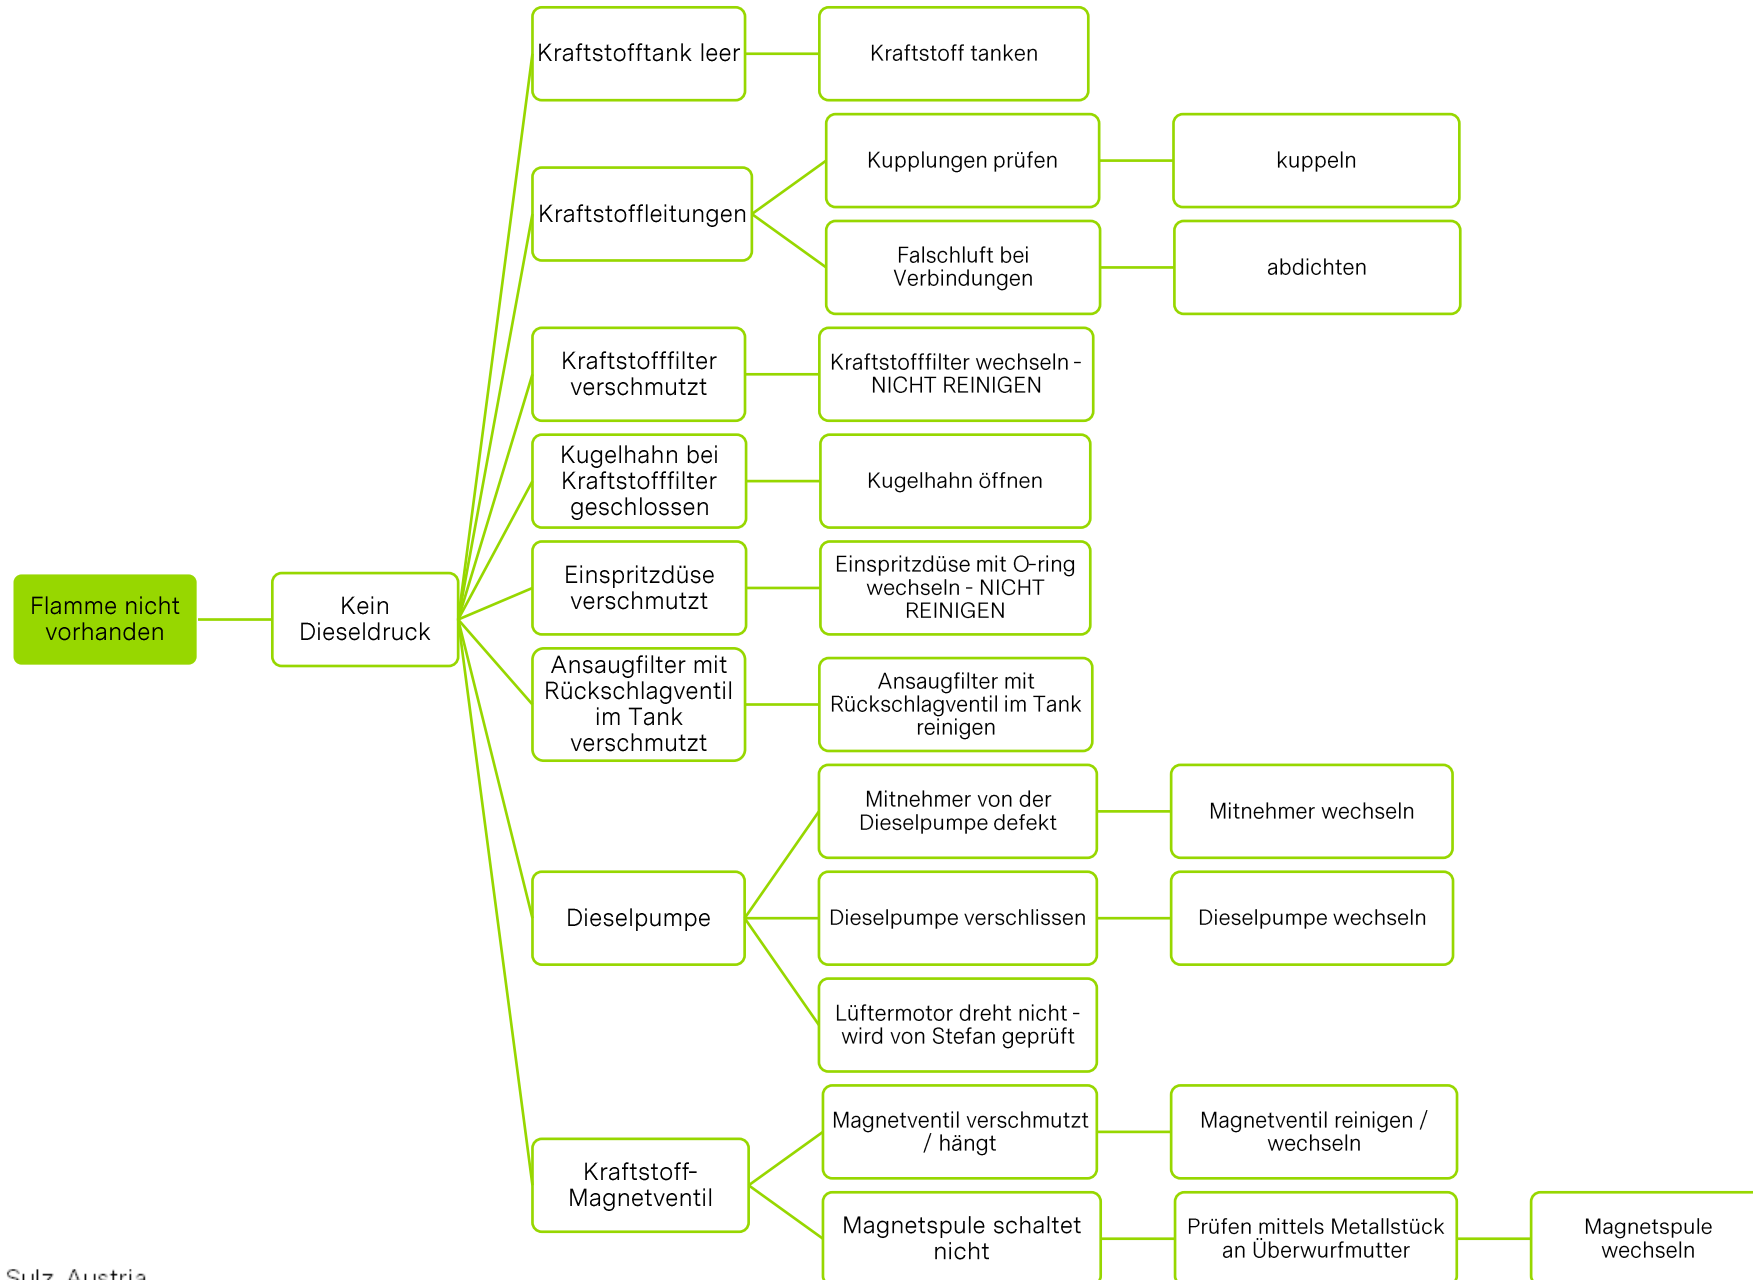 Kraftstofftank leer
Kraftstoff tanken
Kraftstoffleitungen
Kupplungen prüfen
kuppeln
Falschluft bei
Verbindungen
abdichten
Kraftstofffilter
verschmutzt
Kraftstofffilter wechseln -
NICHT REINIGEN
Kugelhahn bei
Kraftstofffilter
geschlossen
Kugelhahn öffnen
Flamme nicht
vorhanden
Kein
Dieseldruck
Einspritzdüse
verschmutzt
Einspritzdüse mit O-ring
wechseln - NICHT
REINIGEN
Ansaugfilter mit
Rückschlagventil
im Tank
verschmutzt
Ansaugfilter mit
Rückschlagventil im Tank
reinigen
Dieselpumpe
Mitnehmer von der
Dieselpumpe defekt
Mitnehmer wechseln
Dieselpumpe verschlissen
Dieselpumpe wechseln
Lüftermotor dreht nicht -
wird von Stefan geprüft
Kraftstoff-
Magnetventil
Magnetventil verschmutzt
/ hängt
Magnetventil reinigen /
wechseln
Magnetspule schaltet
nicht
Prüfen mittels Metallstück
an Überwurfmutter
Magnetspule
wechseln
Sulz, Austria